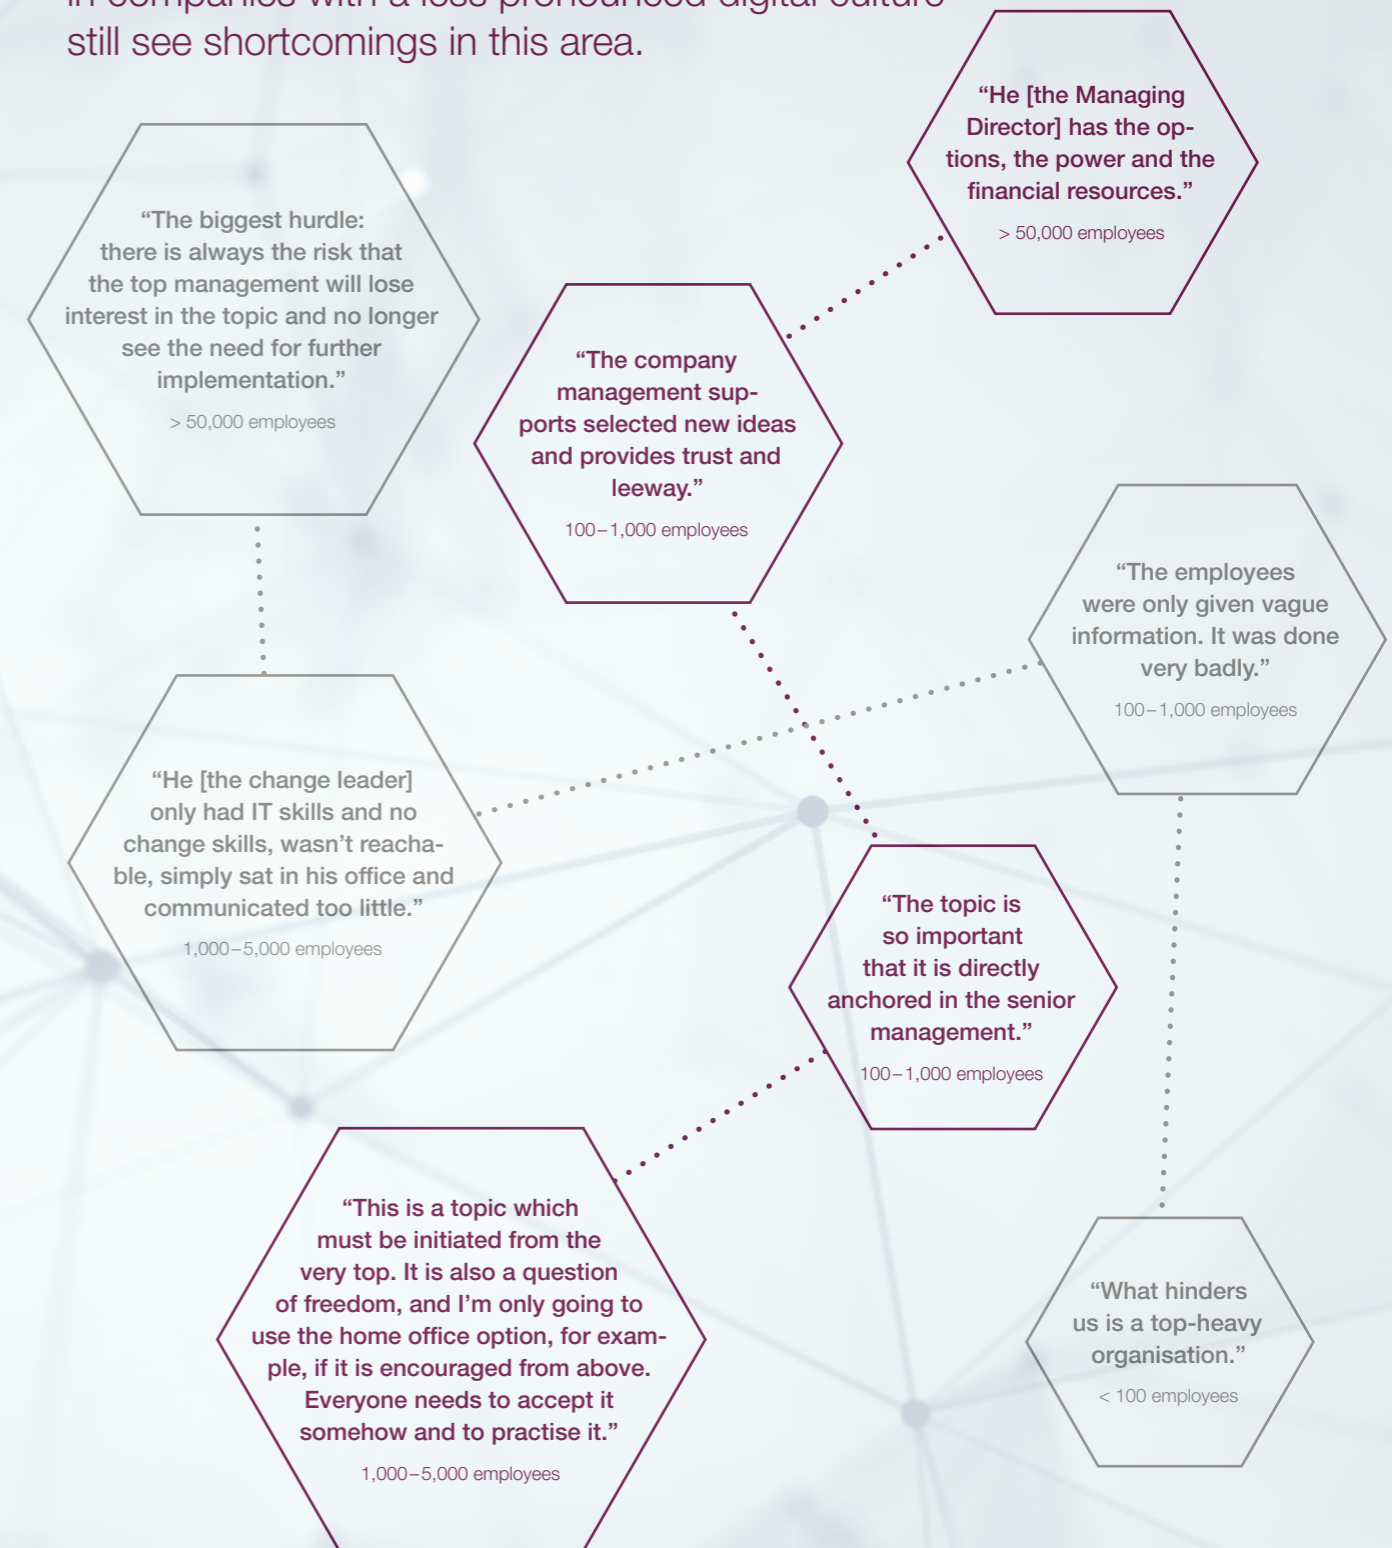 in companies with a less pronounced digital culture
still see shortcomings in this area.
“He [the Managing
Director] has the op-
tions, the power and the
financial resources.”
> 50,000 employees
“The biggest hurdle:
there is always the risk that
the top management will lose
interest in the topic and no longer
see the need for further
implementation.”
> 50,000 employees
“The company
management sup-
ports selected new ideas
and provides trust and
leeway.”
100–1,000 employees
“The employees
were only given vague
information. It was done
very badly.”
100–1,000 employees
“He [the change leader]
only had IT skills and no
change skills, wasn’t reacha-
ble, simply sat in his office and
communicated too little.”
1,000–5,000 employees
“The topic is
so important
that it is directly
anchored in the senior
management.”
100–1,000 employees
“This is a topic which
must be initiated from the
very top. It is also a question
of freedom, and I’m only going to
use the home office option, for exam-
ple, if it is encouraged from above.
Everyone needs to accept it
somehow and to practise it.”
1,000–5,000 employees
“What hinders
us is a top-heavy
organisation.”
< 100 employees